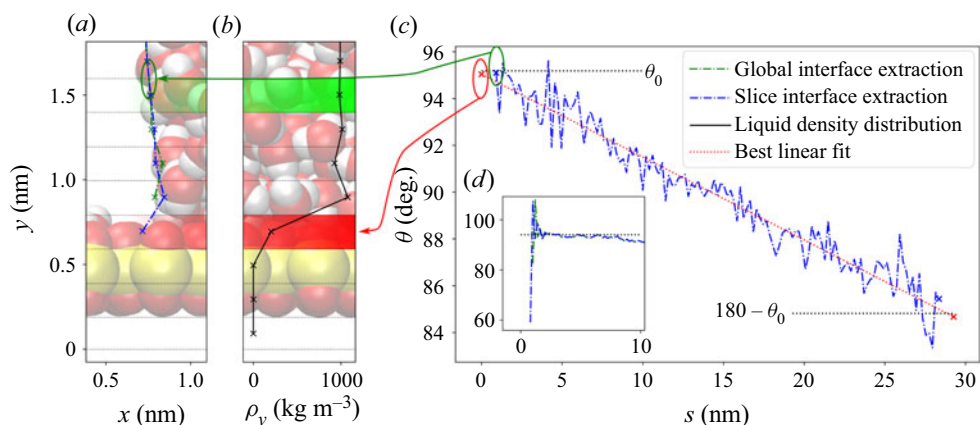 (a)
(b)
(c)
y (nm)
1.5
1.0
0.5
0
0.5
1.0
x (nm)
0
1000
ρy (kg m⁻³)
θ (deg.)
96
94
92
90
88
86
84
0
5
10
15
20
25
30
s (nm)
θ0
180 – θ0
Global interface extraction
Slice interface extraction
Liquid density distribution
Best linear fit
(d)
100
80
60
0
10